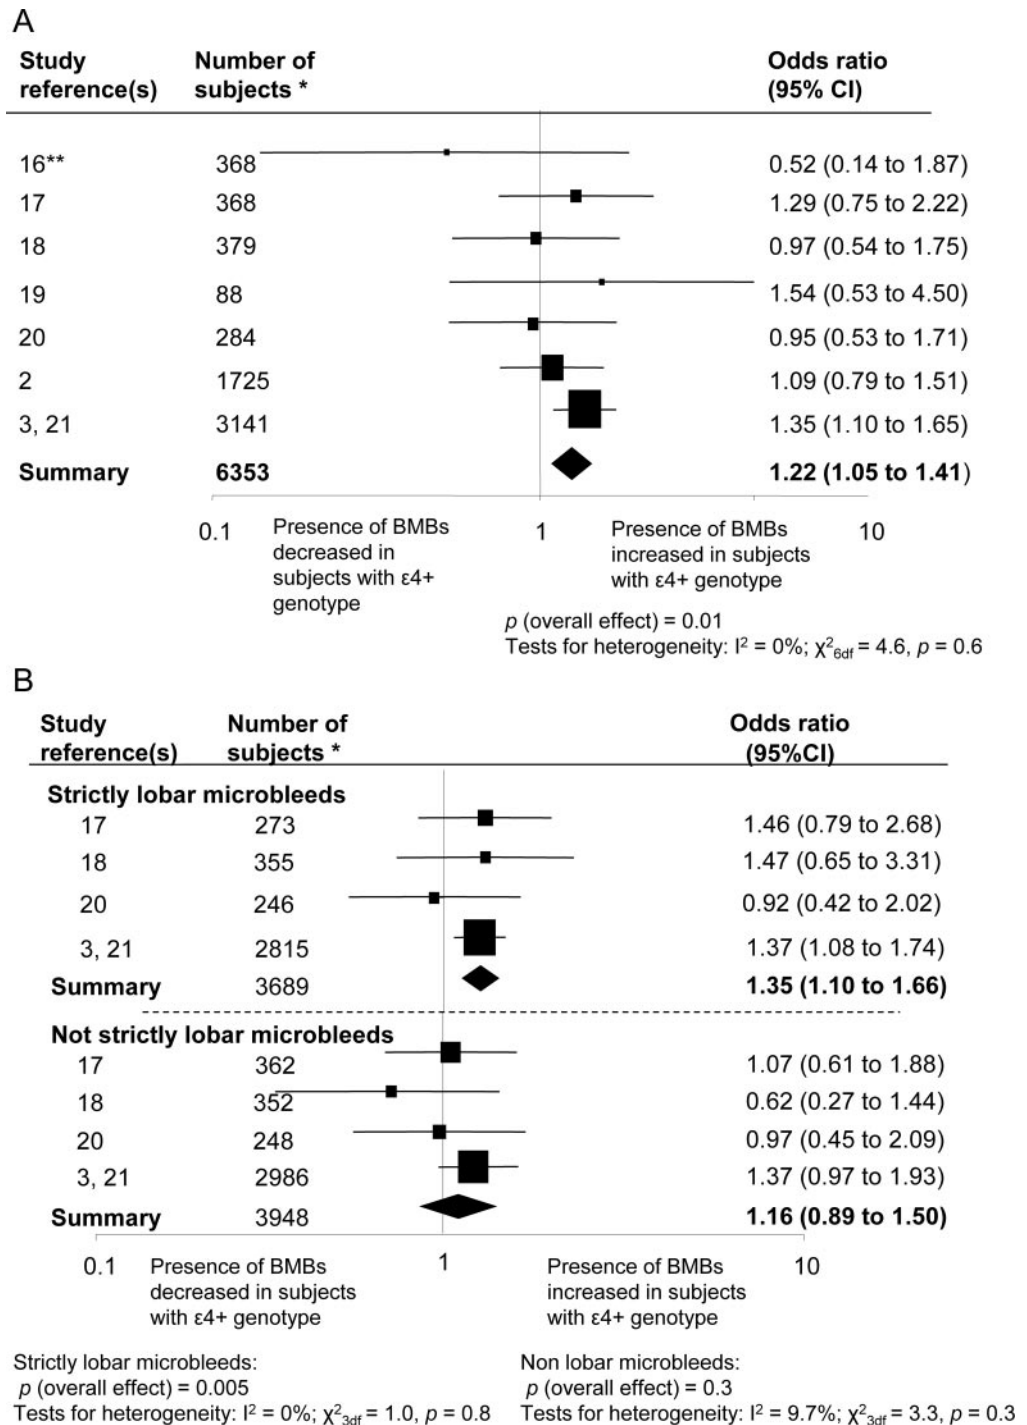 A
Study Number of Odds ratio
reference(s) subjects * (95% CI)
16** 368 0.52 (0.14 to 1.87)
17 368 1.29 (0.75 to 2.22)
18 379 0.97 (0.54 to 1.75)
19 88 1.54 (0.53 to 4.50)
20 284 0.95 (0.53 to 1.71)
2 1725 1.09 (0.79 to 1.51)
3, 21 3141 1.35 (1.10 to 1.65)
Summary 6353 1.22 (1.05 to 1.41)
0.1 1 10
Presence of BMBs
decreased in
subjects with ε4+
genotype
Presence of BMBs
increased in subjects
with ε4+ genotype
p (overall effect) = 0.01
Tests for heterogeneity: I² = 0%; χ²6df = 4.6, p = 0.6
B
Study Number of Odds ratio
reference(s) subjects * (95%CI)
Strictly lobar microbleeds
17 273 1.46 (0.79 to 2.68)
18 355 1.47 (0.65 to 3.31)
20 246 0.92 (0.42 to 2.02)
3, 21 2815 1.37 (1.08 to 1.74)
Summary 3689 1.35 (1.10 to 1.66)
Not strictly lobar microbleeds
17 362 1.07 (0.61 to 1.88)
18 352 0.62 (0.27 to 1.44)
20 248 0.97 (0.45 to 2.09)
3, 21 2986 1.37 (0.97 to 1.93)
Summary 3948 1.16 (0.89 to 1.50)
0.1 1 10
Presence of BMBs
decreased in subjects
with ε4+ genotype
Presence of BMBs
increased in subjects
with ε4+ genotype
Strictly lobar microbleeds:
p (overall effect) = 0.005
Tests for heterogeneity: I² = 0%; χ²3df = 1.0, p = 0.8
Non lobar microbleeds:
p (overall effect) = 0.3
Tests for heterogeneity: I² = 9.7%; χ²3df = 3.3, p = 0.3